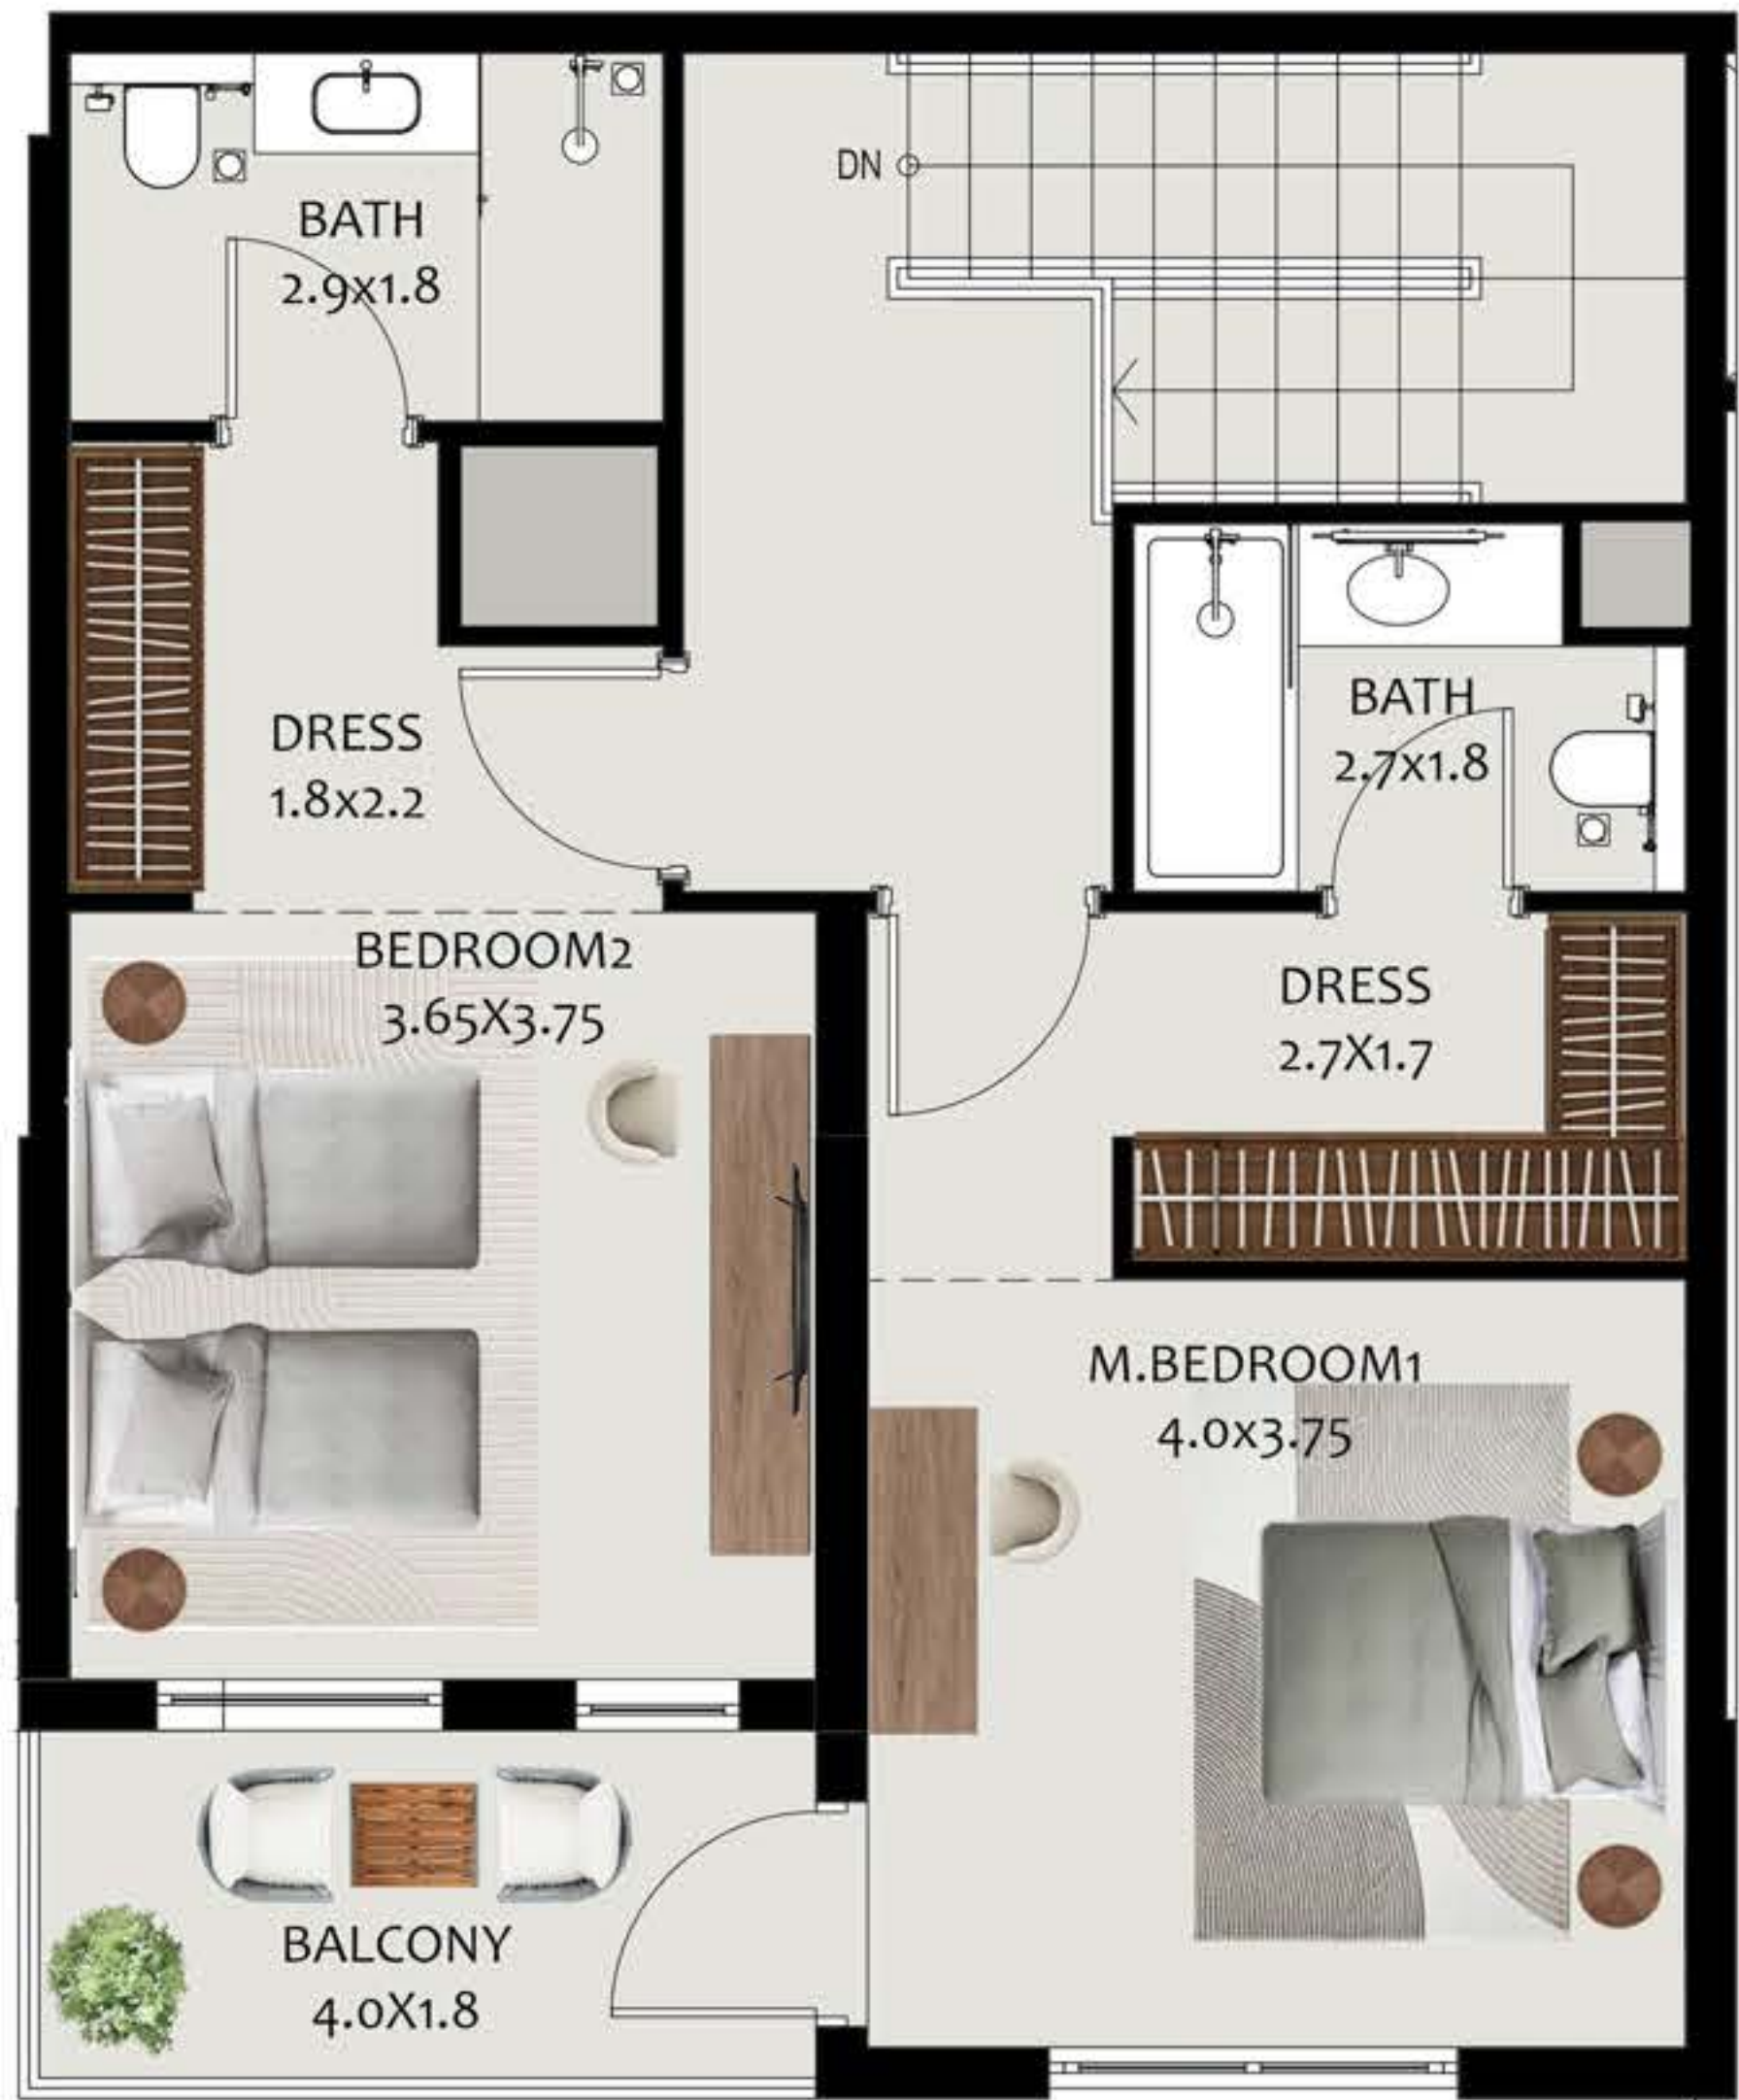 DN
BATH
2.9x1.8
BATH
2.7x1.8
DRESS
1.8x2.2
BEDROOM2
3.65X3.75
DRESS
2.7X1.7
M.BEDROOM1
4.0x3.75
BALCONY
4.0X1.8